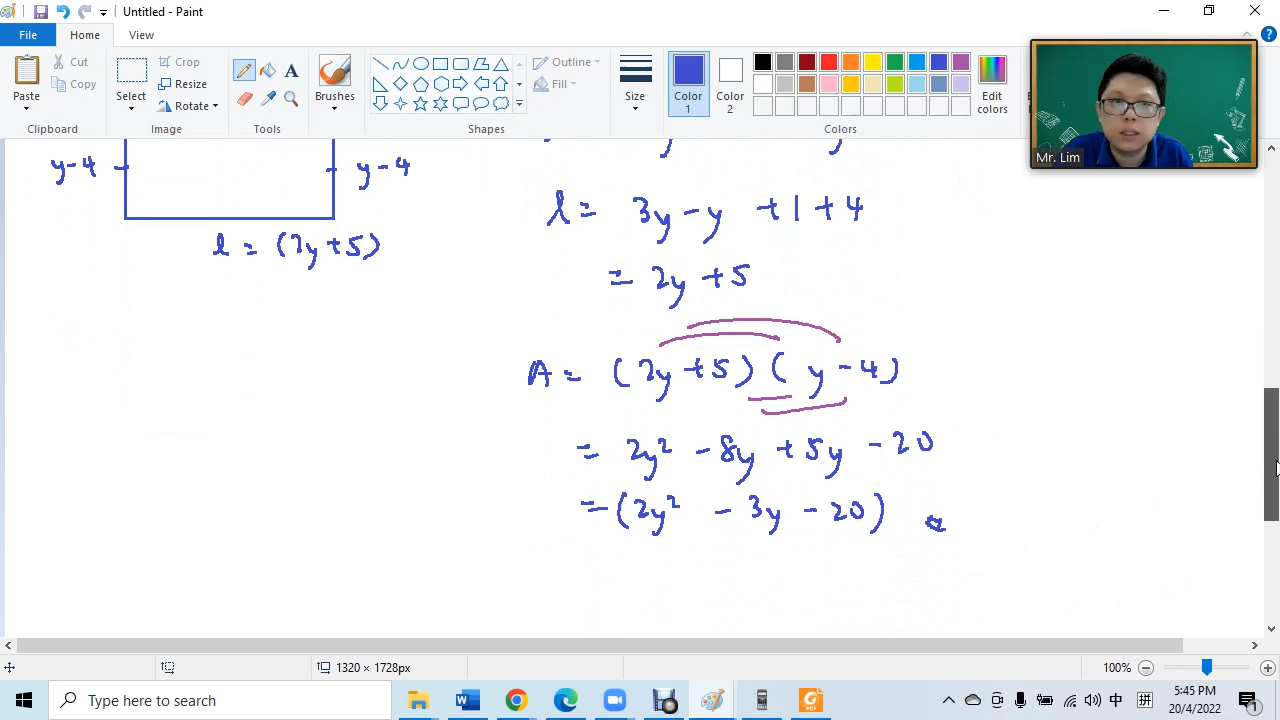 Untitled - Paint
File Home View
Paste Cut Copy Clipboard
Select Crop Resize Rotate Image
Tools
Brushes
Outline Fill Shapes
Size
Color 1 Color 2 Edit colors Colors
Mr. Lim
y-4 y-4
l = (2y+5)
l = 3y - y + 1 + 4
= 2y + 5
A = (2y+5)(y-4)
= 2y² - 8y + 5y - 20
= (2y² - 3y - 20)
1320 × 1728px 100%
Type here to search
中 拼 5:45 PM
20/4/2022